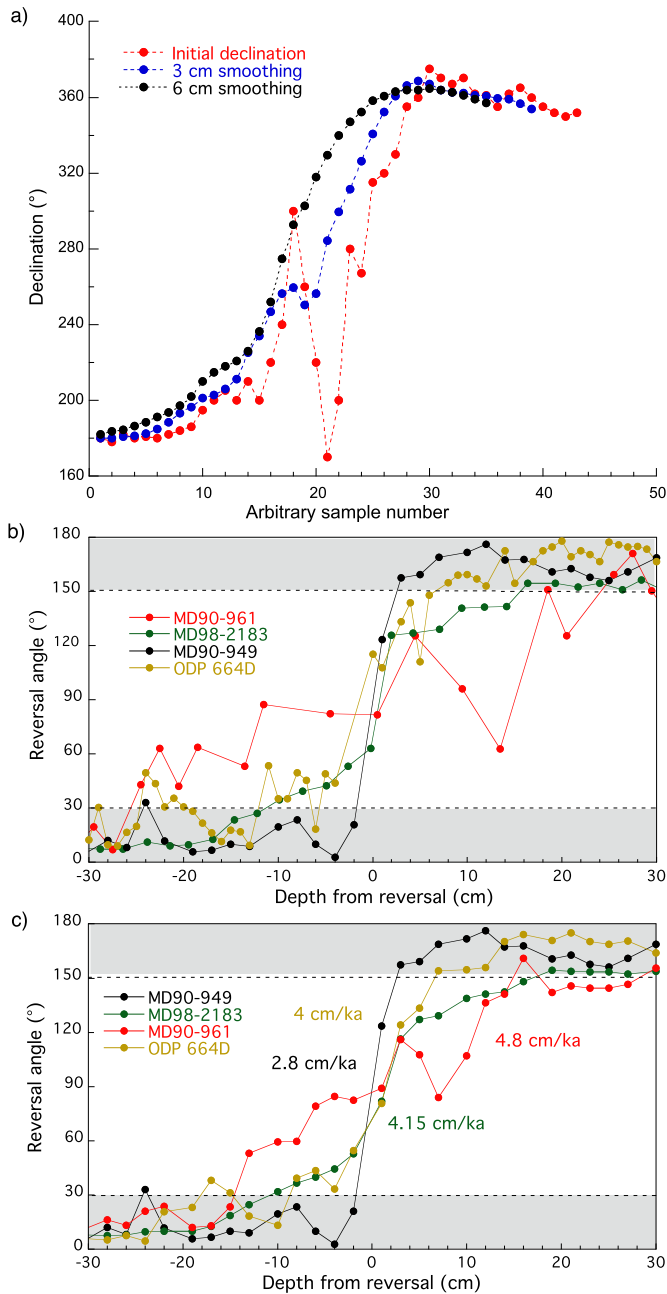 a)
400
360
320
280
240
200
160
Declination (°)
Initial declination
3 cm smoothing
6 cm smoothing
0
10
20
30
40
50
Arbitrary sample number
b)
180
150
120
90
60
30
0
Reversal angle (°)
MD90-961
MD98-2183
MD90-949
ODP 664D
-30
-20
-10
0
10
20
30
Depth from reversal (cm)
c)
180
150
120
90
60
30
0
Reversal angle (°)
MD90-949
MD98-2183
MD90-961
ODP 664D
4 cm/ka
2.8 cm/ka
4.8 cm/ka
4.15 cm/ka
-30
-20
-10
0
10
20
30
Depth from reversal (cm)